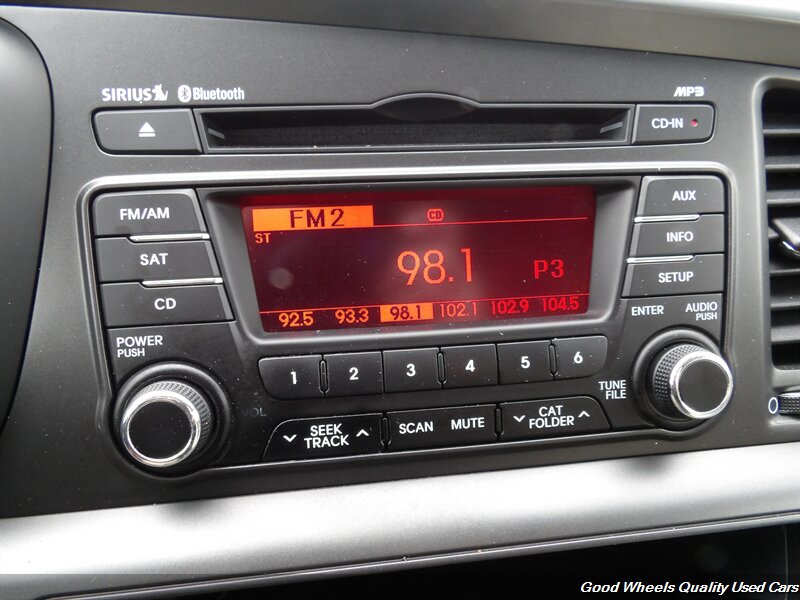 SIRIUS Bluetooth MP3
CD-IN
FM/AM
SAT
CD
FM2 CD
ST
98.1 P3
92.5 93.3 98.1 102.1 102.9 104.5
AUX
INFO
SETUP
POWER
PUSH
ENTER AUDIO
PUSH
1 2 3 4 5 6
OL
TUNE
FILE
SEEK
TRACK
SCAN MUTE
CAT
FOLDER
0
Good Wheels Quality Used Cars